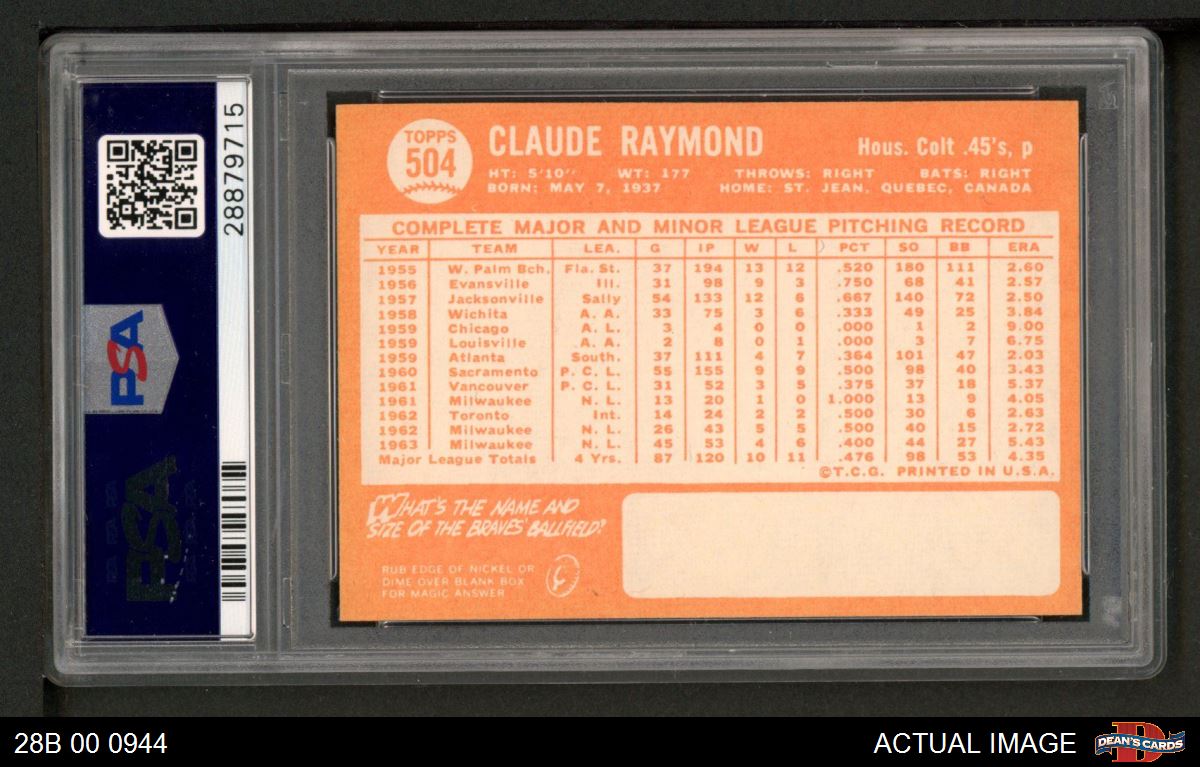 PSA
28879715
PSA
TOPPS
504
CLAUDE RAYMOND
Hous. Colt .45's, p
HT: 5'10" WT: 177 THROWS: RIGHT BATS: RIGHT
BORN: MAY 7, 1937 HOME: ST. JEAN, QUEBEC, CANADA
COMPLETE MAJOR AND MINOR LEAGUE PITCHING RECORD
YEAR TEAM LEA. G IP W L PCT SO BB ERA
1955 W. Palm Bch. Fla. St. 37 194 13 12 .520 180 111 2.60
1956 Evansville Ill. 31 98 9 3 .750 68 41 2.57
1957 Jacksonville Sally 54 133 12 6 .667 140 72 2.50
1958 Wichita A. A. 33 75 3 6 .333 49 25 3.84
1959 Chicago A. L. 3 4 0 0 .000 1 2 9.00
1959 Louisville A. A. 2 8 0 1 .000 3 7 6.75
1959 Atlanta South. 37 111 4 7 .364 101 47 2.03
1960 Sacramento P. C. L. 55 155 9 9 .500 98 40 3.43
1961 Vancouver P. C. L. 31 52 3 5 .375 37 18 5.37
1961 Milwaukee N. L. 13 20 1 0 1.000 13 9 4.05
1962 Toronto Int. 14 24 2 2 .500 30 6 2.63
1962 Milwaukee N. L. 26 43 5 5 .500 40 15 2.72
1963 Milwaukee N. L. 45 53 4 6 .400 44 27 5.43
Major League Totals 4 Yrs. 87 120 10 11 .476 98 53 4.35
©T.C.G. PRINTED IN U.S.A.
WHAT'S THE NAME AND
SIZE OF THE BRAVES' BALLFIELD?
RUB EDGE OF NICKEL OR
DIME OVER BLANK BOX
FOR MAGIC ANSWER
28B 00 0944
ACTUAL IMAGE
DEAN'S CARDS